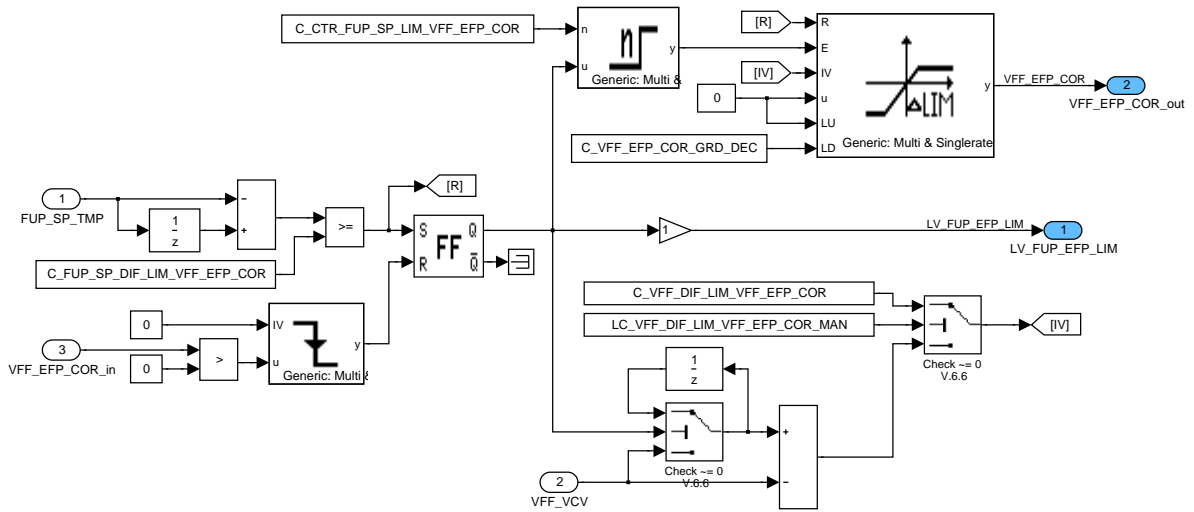 C_CTR_FUP_SP_LIM_VFF_EFP_COR
n
u
n
y
Generic: Multi &
[R]
R
E
[IV]
IV
0
u
LU
C_VFF_EFP_COR_GRD_DEC
LD
ΔLIM
y
Generic: Multi & Singlerate
VFF_EFP_COR
2
VFF_EFP_COR_out
1
FUP_SP_TMP
1
z
−
+
>=
[R]
C_FUP_SP_DIF_LIM_VFF_EFP_COR
S
R
FF
Q
Q̅
1
LV_FUP_EFP_LIM
1
LV_FUP_EFP_LIM
0
3
VFF_EFP_COR_in
0
>
IV
u
y
Generic: Multi &
C_VFF_DIF_LIM_VFF_EFP_COR
LC_VFF_DIF_LIM_VFF_EFP_COR_MAN
Check ~= 0
V.6.6
[IV]
1
z
Check ~= 0
V.6.6
+
−
2
VFF_VCV